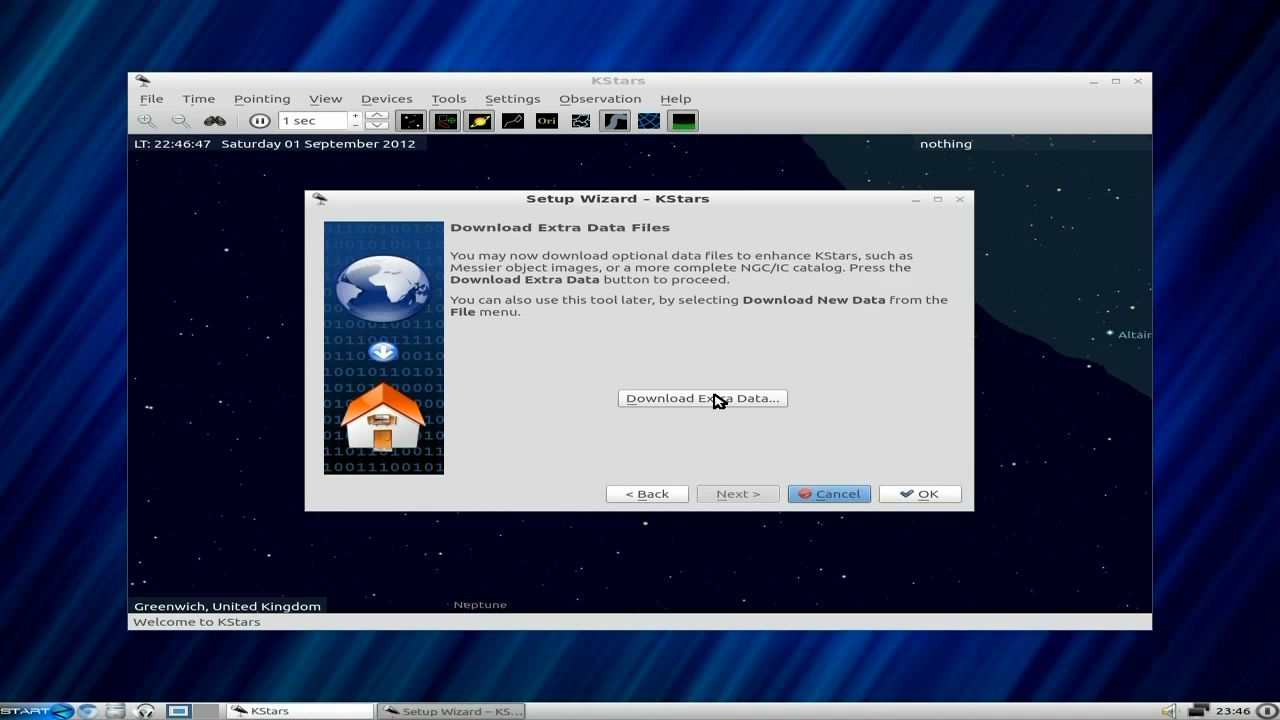 KStars
File Time Pointing View Devices Tools Settings Observation Help
1 sec
Ori
LT: 22:46:47 Saturday 01 September 2012
nothing
Setup Wizard – KStars
Download Extra Data Files
You may now download optional data files to enhance KStars, such as
Messier object images, or a more complete NGC/IC catalog. Press the
Download Extra Data button to proceed.
You can also use this tool later, by selecting Download New Data from the
File menu.
Altair
Download Extra Data...
< Back Next > Cancel OK
Neptune
Greenwich, United Kingdom
Welcome to KStars
START KStars Setup Wizard – KS... 23:46